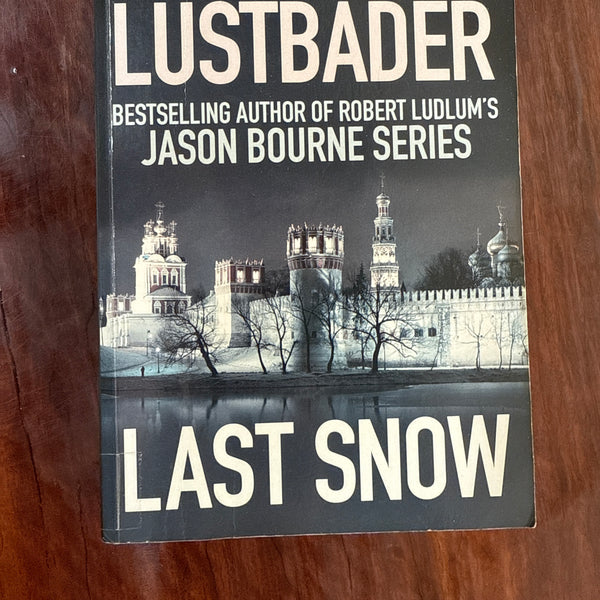 LUSTBADER
BESTSELLING AUTHOR OF ROBERT LUDLUM'S
JASON BOURNE SERIES
LAST SNOW